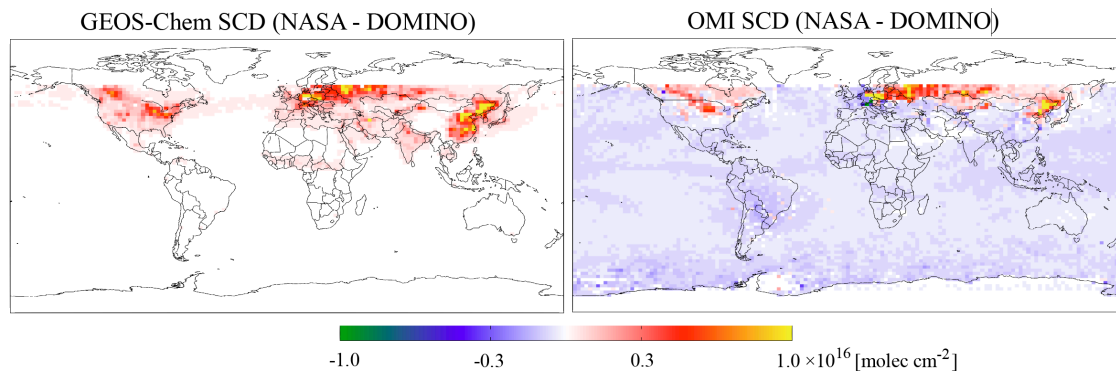 GEOS-Chem SCD (NASA - DOMINO)
OMI SCD (NASA - DOMINO)
-1.0 -0.3 0.3 1.0 ×10¹⁶ [molec cm⁻²]